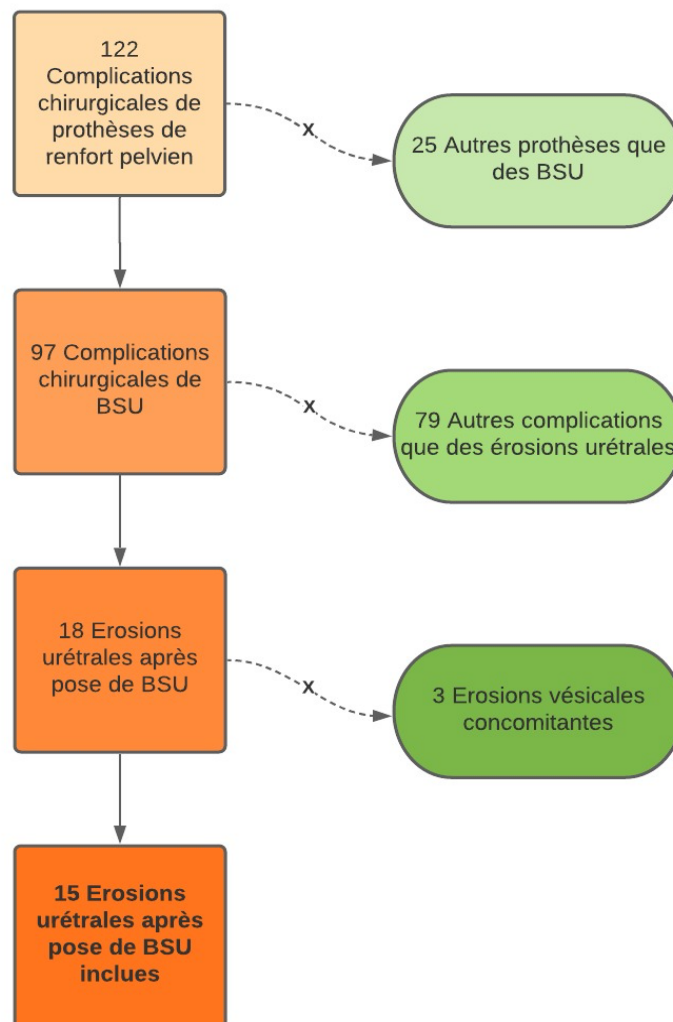 122
Complications
chirurgicales de
prothèses de
renfort pelvien
x
25 Autres prothèses que
des BSU
97 Complications
chirurgicales de
BSU
x
79 Autres complications
que des érosions urétrales
18 Erosions
urétrales après
pose de BSU
x
3 Erosions vésicales
concomitantes
15 Erosions
urétrales après
pose de BSU
inclues